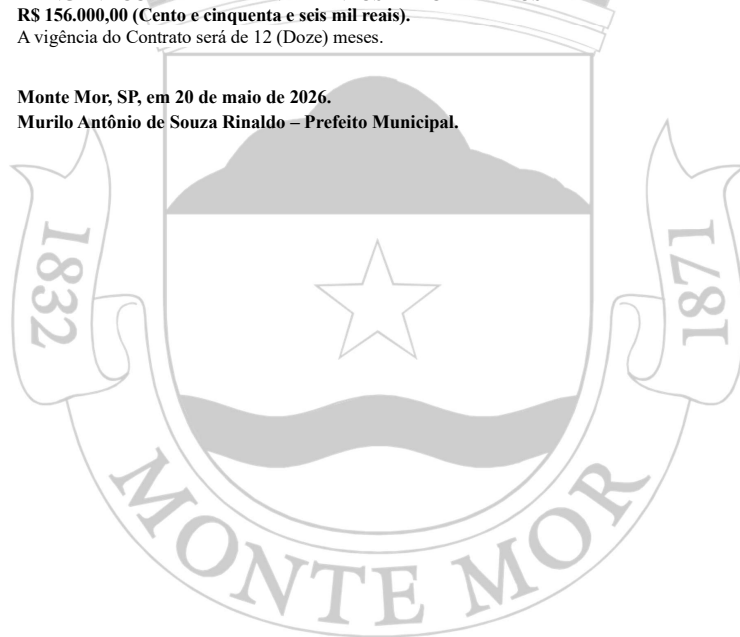 R$ 156.000,00 (Cento e cinquenta e seis mil reais).
A vigência do Contrato será de 12 (Doze) meses.
Monte Mor, SP, em 20 de maio de 2026.
Murilo Antônio de Souza Rinaldo – Prefeito Municipal.
1832
1871
MONTE MOR